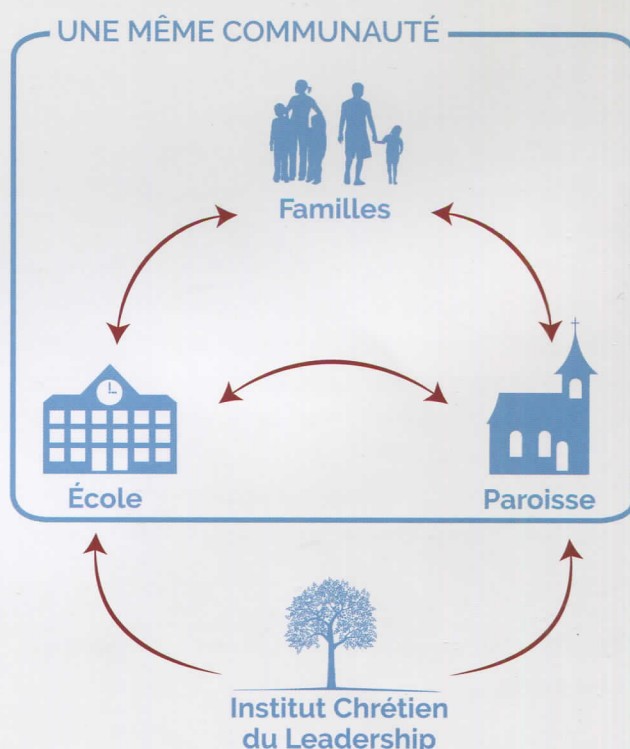 UNE MÊME COMMUNAUTÉ
Familles
École
Paroisse
Institut Chrétien
du Leadership